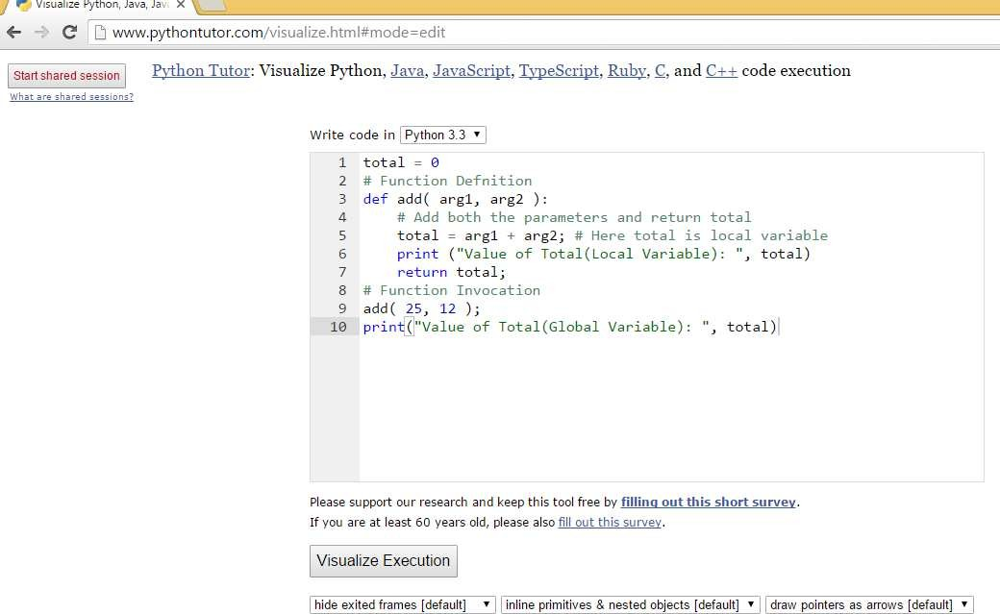 Visualize Python, Java, Java
www.pythontutor.com/visualize.html#mode=edit
Start shared session
What are shared sessions?
Python Tutor: Visualize Python, Java, JavaScript, TypeScript, Ruby, C, and C++ code execution
Write code in Python 3.3
1 total = 0
2 # Function Defnition
3 def add( arg1, arg2 ):
4     # Add both the parameters and return total
5     total = arg1 + arg2; # Here total is local variable
6     print ("Value of Total(Local Variable): ", total)
7     return total;
8 # Function Invocation
9 add( 25, 12 );
10 print("Value of Total(Global Variable): ", total)
Please support our research and keep this tool free by filling out this short survey.
If you are at least 60 years old, please also fill out this survey.
Visualize Execution
hide exited frames [default] inline primitives & nested objects [default] draw pointers as arrows [default]